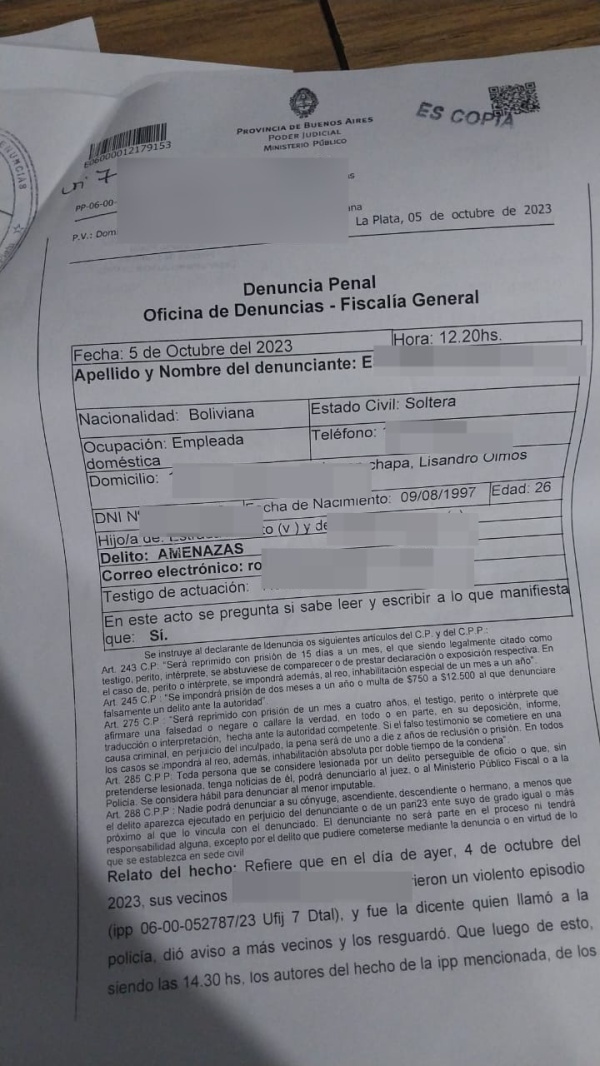 PROVINCIA DE BUENOS AIRES
PODER JUDICIAL
MINISTERIO PÚBLICO
ES COPIA
E06000012179153
PP-06-00-
P.V.: Dom
La Plata, 05 de octubre de 2023
Denuncia Penal
Oficina de Denuncias - Fiscalía General
Fecha: 5 de Octubre del 2023 Hora: 12.20hs.
Apellido y Nombre del denunciante: E
Nacionalidad: Boliviana Estado Civil: Soltera
Ocupación: Empleada doméstica Teléfono:
Domicilio: chapa, Lisandro Olmos
DNI N° cha de Nacimiento: 09/08/1997 Edad: 26
Hijo/a de: to (v ) y de
Delito: AMENAZAS
Correo electrónico: ro
Testigo de actuación:
En este acto se pregunta si sabe leer y escribir a lo que manifiesta
que: Si.
Se instruye al declarante de ldenuncia os siguientes artículos del C.P. y del C.P.P.:
Art. 243 C.P. "Será reprimido con prisión de 15 días a un mes, el que siendo legalmente citado como
testigo, perito, intérprete, se abstuviese de comparecer o de prestar declaración o exposición respectiva. En
el caso de, perito o intérprete, se impondrá además, al reo, inhabilitación especial de un mes a un año".
Art. 245 C.P.: "Se impondrá prisión de dos meses a un año o multa de $750 a $12.500 al que denunciare
falsamente un delito ante la autoridad"
Art. 275 C.P : "Será reprimido con prisión de un mes a cuatro años, el testigo, perito o intérprete que
afirmare una falsedad o negare o callare la verdad, en todo o en parte, en su deposición, informe,
traducción o interpretación, hecha ante la autoridad competente. Si el falso testimonio se cometiere en una
causa criminal, en perjuicio del inculpado, la pena será de uno a die z años de reclusión o prisión. En todos
los casos se impondrá al reo, además, inhabilitación absoluta por doble tiempo de la condena"
Art. 285 C.P.P: Toda persona que se considere lesionada por un delito perseguible de oficio o que, sin
pretenderse lesionada, tenga noticias de él, podrá denunciarlo al juez, o al Ministerio Público Fiscal o a la
Policía. Se considera hábil para denunciar al menor imputable.
Art. 288 C.P.P : Nadie podrá denunciar a su cónyuge, ascendiente, descendiente o hermano, a menos que
el delito aparezca ejecutado en perjuicio del denunciante o de un pari23 ente suyo de grado igual o más
próximo al que lo vincula con el denunciado. El denunciante no será parte en el proceso ni tendrá
responsabilidad alguna, excepto por el delito que pudiere cometerse mediante la denuncia o en virtud de lo
que se establezca en sede civil
Relato del hecho: Refiere que en el día de ayer, 4 de octubre del
2023, sus vecinos ieron un violento episodio
(ipp 06-00-052787/23 Ufij 7 Dtal), y fue la dicente quien llamó a la
policía, dió aviso a más vecinos y los resguardó. Que luego de esto,
siendo las 14.30 hs, los autores del hecho de la ipp mencionada, de los